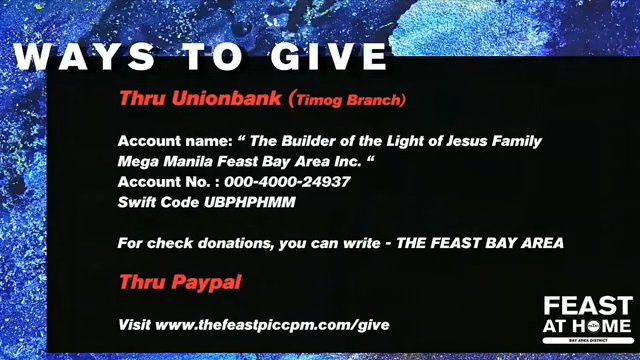 WAYS TO GIVE
Thru Unionbank (Timog Branch)
Account name: “ The Builder of the Light of Jesus Family
Mega Manila Feast Bay Area Inc. “
Account No. : 000-4000-24937
Swift Code UBPHPHMM
For check donations, you can write - THE FEAST BAY AREA
Thru Paypal
Visit www.thefeastpiccpm.com/give
FEAST
AT HOME
BAY AREA DISTRICT